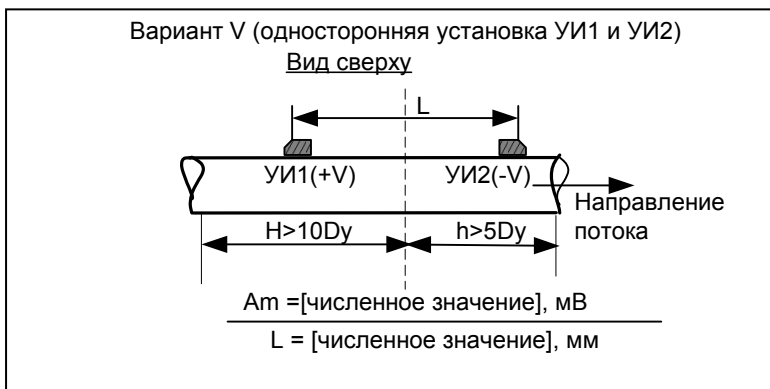 Вариант V (односторонняя установка УИ1 и УИ2)
Вид сверху
L
УИ1(+V) УИ2(-V)
Направление
потока
H>10Dy h>5Dy
Am =[численное значение], мВ
L = [численное значение], мм